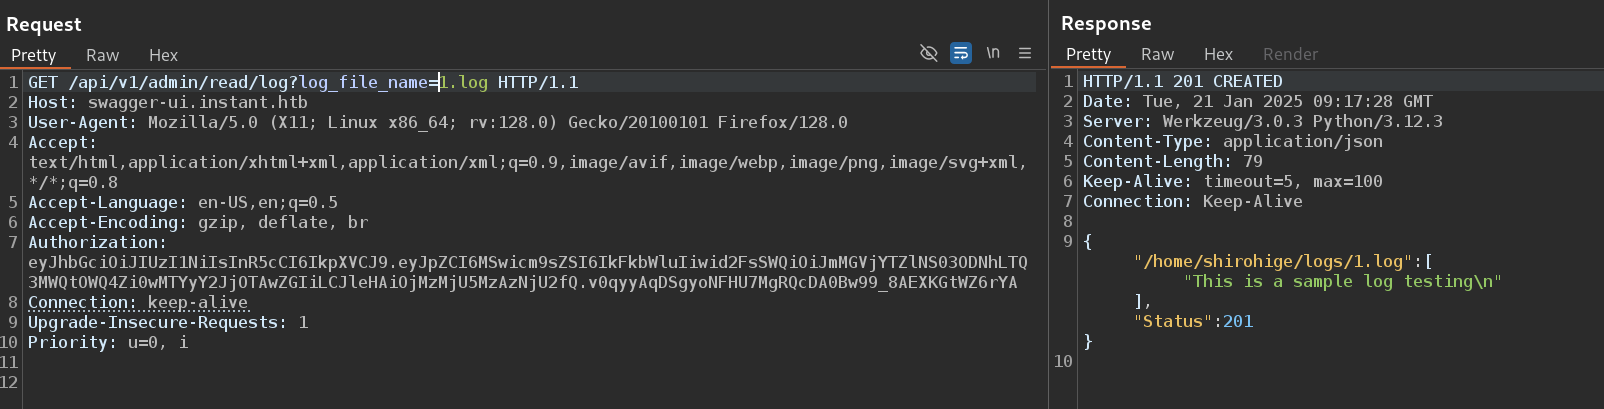 Request
Pretty Raw Hex
\n
1 GET /api/v1/admin/read/log?log_file_name=1.log HTTP/1.1
2 Host: swagger-ui.instant.htb
3 User-Agent: Mozilla/5.0 (X11; Linux x86_64; rv:128.0) Gecko/20100101 Firefox/128.0
4 Accept:
text/html,application/xhtml+xml,application/xml;q=0.9,image/avif,image/webp,image/png,image/svg+xml,
*/*;q=0.8
5 Accept-Language: en-US,en;q=0.5
6 Accept-Encoding: gzip, deflate, br
7 Authorization:
eyJhbGciOiJIUzI1NiIsInR5cCI6IkpXVCJ9.eyJpZCI6MSwicm9sZSI6IkFkbWluIiwid2FsSWQiOiJmMGVjYTZlNS03ODNhLTQ
3MWQtOWQ4Zi0wMTYyY2JjOTAwZGIiLCJleHAiOjMzMjU5MzAzNjU2fQ.v0qyyAqDSgyoNFHU7MgRQcDA0Bw99_8AEXKGtWZ6rYA
8 Connection: keep-alive
9 Upgrade-Insecure-Requests: 1
10 Priority: u=0, i
11
12
Response
Pretty Raw Hex Render
1 HTTP/1.1 201 CREATED
2 Date: Tue, 21 Jan 2025 09:17:28 GMT
3 Server: Werkzeug/3.0.3 Python/3.12.3
4 Content-Type: application/json
5 Content-Length: 79
6 Keep-Alive: timeout=5, max=100
7 Connection: Keep-Alive
8
9 {
"/home/shirohige/logs/1.log":[
"This is a sample log testing\n"
],
"Status":201
}
10